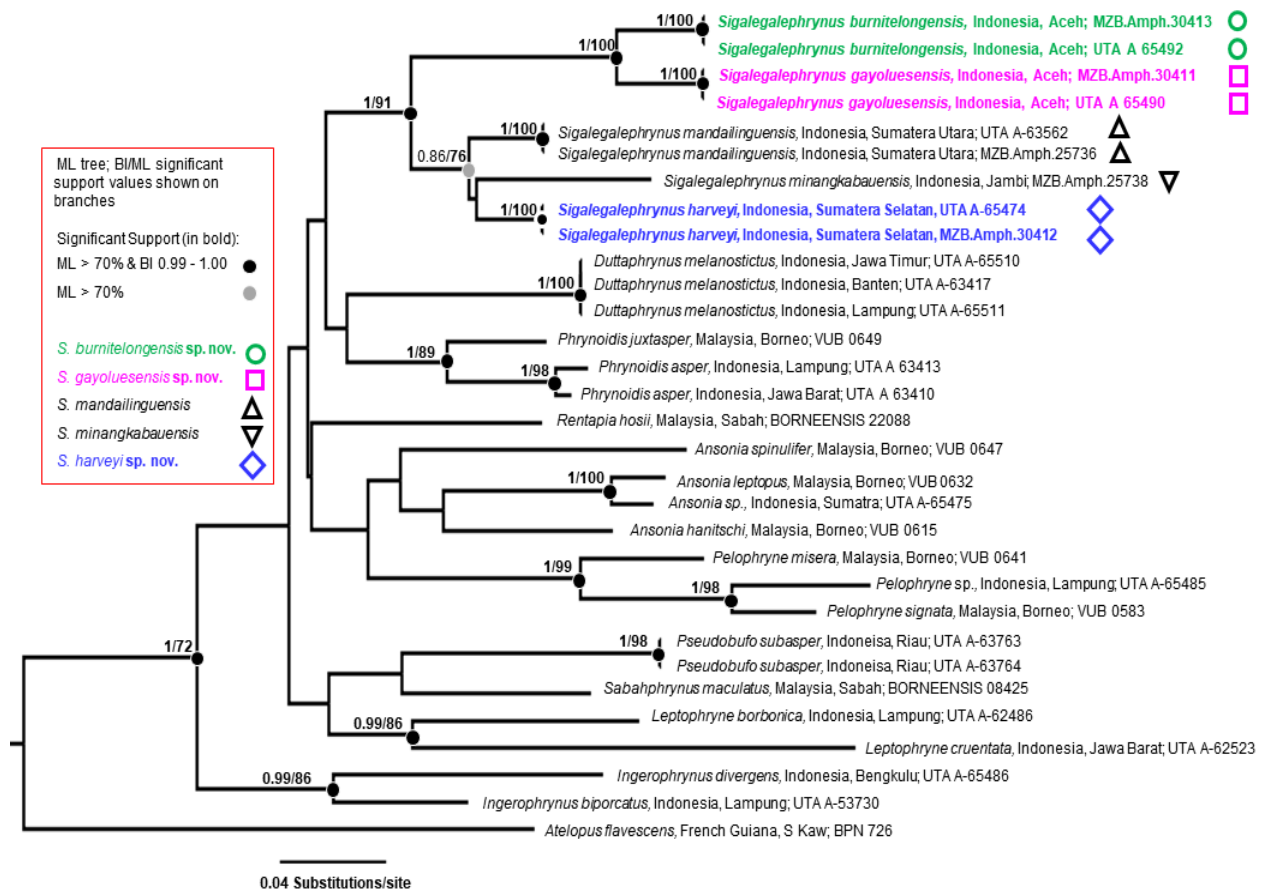 1/100
Sigalegalephrynus burnitelongensis, Indonesia, Aceh; MZB.Amph.30413
1/100
Sigalegalephrynus burnitelongensis, Indonesia, Aceh; UTA A 65492
1/100
Sigalegalephrynus gayoluesensis, Indonesia, Aceh; MZB.Amph.30411
1/91
Sigalegalephrynus gayoluesensis, Indonesia, Aceh; UTA A 65490
1/100
Sigalegalephrynus mandailinguensis, Indonesia, Sumatera Utara; UTA A-63562
0.86/76
Sigalegalephrynus mandailinguensis, Indonesia, Sumatera Utara; MZB.Amph.25736
Sigalegalephrynus minangkabauensis, Indonesia, Jambi; MZB.Amph.25738
1/100
Sigalegalephrynus harveyi, Indonesia, Sumatera Selatan, UTA A-65474
Sigalegalephrynus harveyi, Indonesia, Sumatera Selatan, MZB.Amph.30412
ML tree; BI/ML significant
support values shown on
branches
Significant Support (in bold):
ML > 70% & BI 0.99 - 1.00
ML > 70%
S. burnitelongensis sp. nov.
S. gayoluesensis sp. nov.
S. mandailinguensis
S. minangkabauensis
S. harveyi sp. nov.
Duttaphrynus melanostictus, Indonesia, Jawa Timur; UTA A-65510
1/100
Duttaphrynus melanostictus, Indonesia, Banten; UTA A-63417
Duttaphrynus melanostictus, Indonesia, Lampung; UTA A-65511
Phrynoidis juxtasper, Malaysia, Borneo; VUB 0649
1/89
1/98
Phrynoidis asper, Indonesia, Lampung; UTA A 63413
Phrynoidis asper, Indonesia, Jawa Barat; UTA A 63410
Rentapia hosii, Malaysia, Sabah; BORNEENSIS 22088
Ansonia spinulifer, Malaysia, Borneo; VUB 0647
1/100
Ansonia leptopus, Malaysia, Borneo; VUB 0632
Ansonia sp., Indonesia, Sumatra; UTA A-65475
Ansonia hanitschi, Malaysia, Borneo; VUB 0615
1/99
Pelophryne misera, Malaysia, Borneo; VUB 0641
1/98
Pelophryne sp., Indonesia, Lampung; UTA A-65485
Pelophryne signata, Malaysia, Borneo; VUB 0583
1/72
1/98
Pseudobufo subasper, Indoneisa, Riau; UTA A-63763
Pseudobufo subasper, Indoneisa, Riau; UTA A-63764
Sabahphrynus maculatus, Malaysia, Sabah; BORNEENSIS 08425
0.99/86
Leptophryne borbonica, Indonesia, Lampung; UTA A-62486
Leptophryne cruentata, Indonesia, Jawa Barat; UTA A-62523
0.99/86
Ingerophrynus divergens, Indonesia, Bengkulu; UTA A-65486
Ingerophrynus biporcatus, Indonesia, Lampung; UTA A-53730
Atelopus flavescens, French Guiana, S Kaw; BPN 726
0.04 Substitutions/site